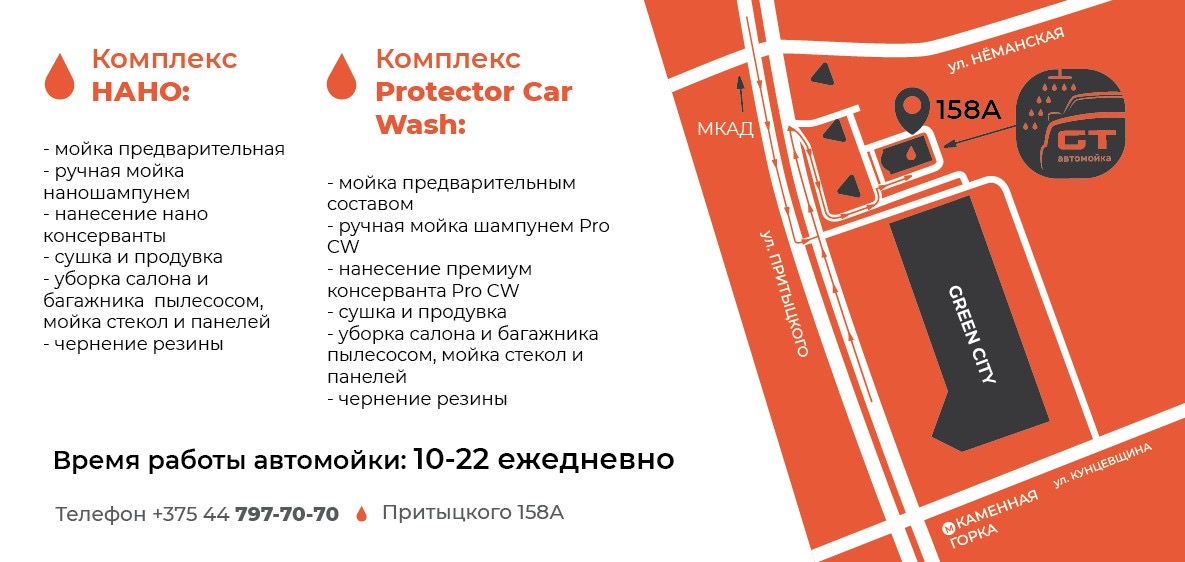 Комплекс
НАНО:
- мойка предварительная
- ручная мойка
наношампунем
- нанесение нано
консерванты
- сушка и продувка
- уборка салона и
багажника  пылесосом,
мойка стекол и панелей
- чернение резины
Комплекс
Protector Car
Wash:
- мойка предварительным
составом
- ручная мойка шампунем Pro
CW
- нанесение премиум
консерванта Pro CW
- сушка и продувка
- уборка салона и багажника
пылесосом, мойка стекол и
панелей
- чернение резины
Время работы автомойки: 10-22 ежедневно
Телефон +375 44 797-70-70
Притыцкого 158А
ул. НЁМАНСКАЯ
МКАД
158А
GT
автомойка
ул. ПРИТЫЦКОГО
GREEN CITY
ул. КУНЦЕВЩИНА
М КАМЕННАЯ
ГОРКА